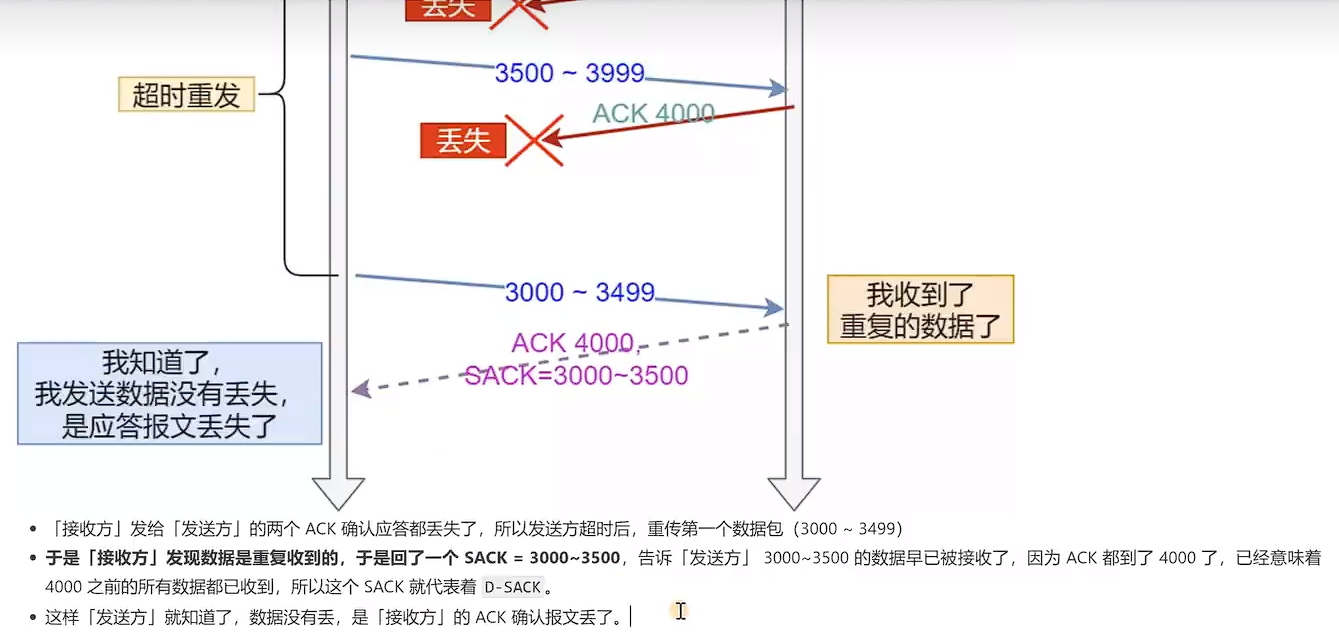 丢失
3500 ~ 3999
超时重发
ACK 4000
丢失
3000 ~ 3499
我收到了
重复的数据了
ACK 4000,
SACK=3000~3500
我知道了，
我发送数据没有丢失，
是应答报文丢失了
「接收方」发给「发送方」的两个 ACK 确认应答都丢失了，所以发送方超时后，重传第一个数据包（3000 ~ 3499）
于是「接收方」发现数据是重复收到的，于是回了一个 SACK = 3000~3500，告诉「发送方」 3000~3500 的数据早已被接收了，因为 ACK 都到了 4000 了，已经意味着
4000 之前的所有数据都已收到，所以这个 SACK 就代表着 D-SACK。
这样「发送方」就知道了，数据没有丢，是「接收方」的 ACK 确认报文丢了。